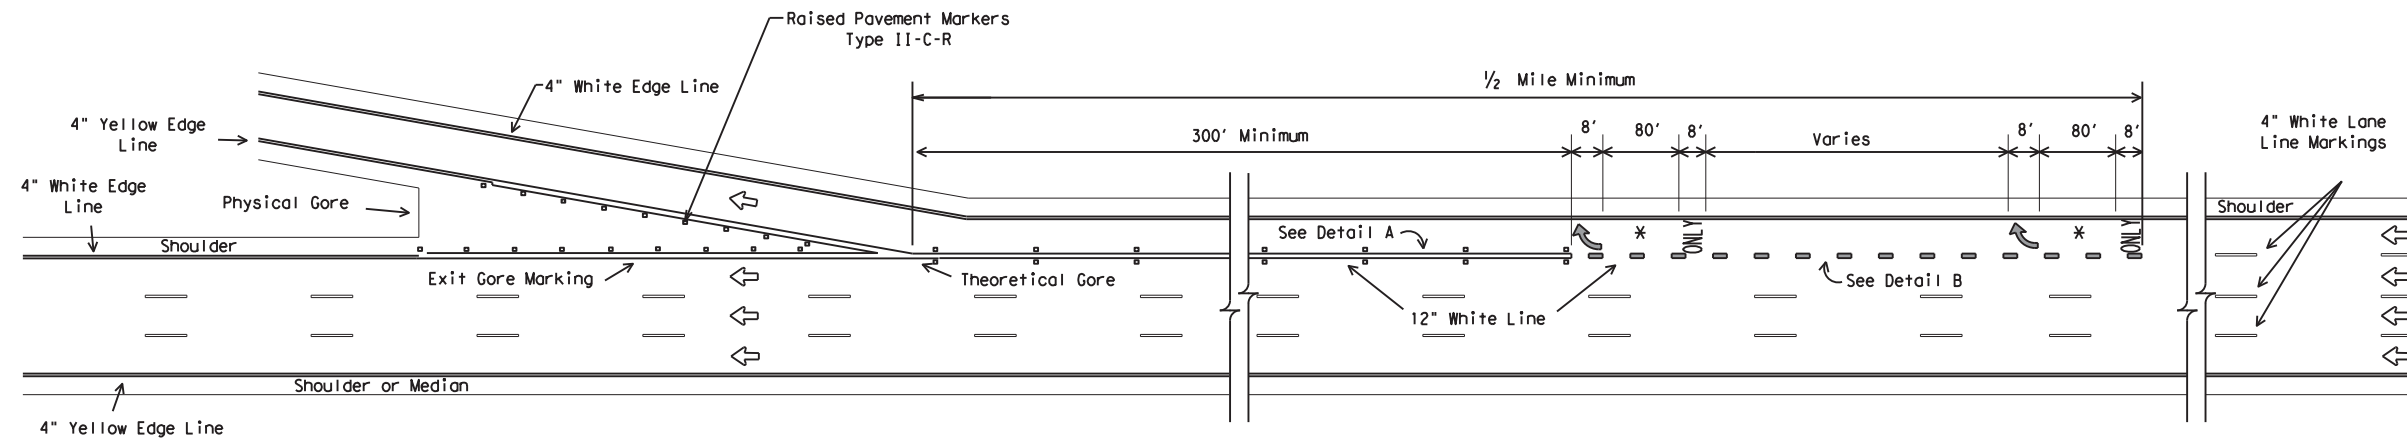 Raised Pavement Markers
Type II-C-R
4" White Edge Line
½ Mile Minimum
4" Yellow Edge
Line
300' Minimum
8'
80'
8'
Varies
8'
80'
8'
4" White Lane
Line Markings
4" White Edge
Line
Physical Gore
Shoulder
Shoulder
See Detail A
*
ONLY
*
ONLY
Exit Gore Marking
Theoretical Gore
See Detail B
12" White Line
Shoulder or Median
4" Yellow Edge Line